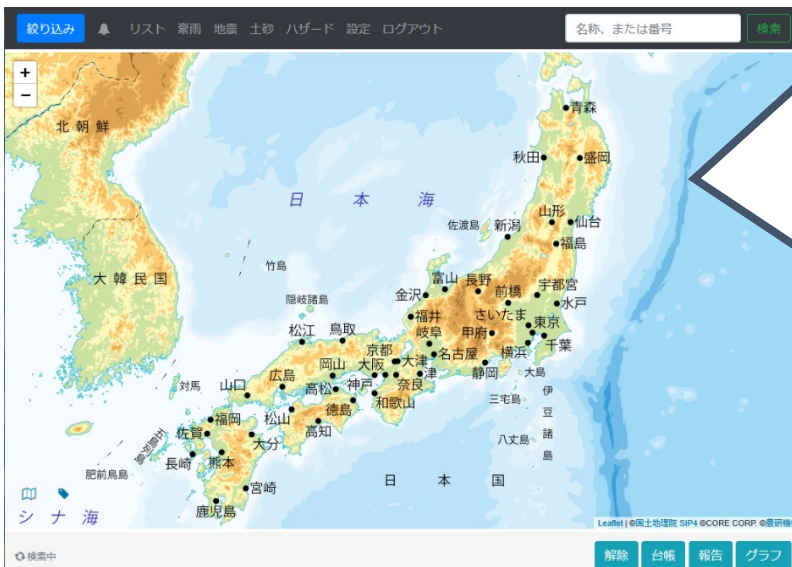 絞り込み リスト 豪雨 地震 土砂 ハザード 設定 ログアウト 名称、または番号 検索
+
−
青森
北朝鮮
秋田 盛岡
日本海
山形 仙台
佐渡島 新潟
福島
竹島
大韓民国
富山 長野 宇都宮
金沢 前橋 水戸
隠岐諸島
福井 さいたま 東京
松江 鳥取 岐阜 甲府
京都 大津 名古屋 横浜 千葉
岡山 大阪 津 静岡 大島
対馬 山口 広島 高松 神戸 奈良
徳島 和歌山 三宅島
伊豆諸島
福岡 松山
佐賀 大分 高知 八丈島
五島列島
長崎 熊本
肥前鳥島
日本国
宮崎
シナ海
鹿児島
Leaflet | ©国土地理院 SIP4 ©CORE CORP. ©農研機
検索中 解除 台帳 報告 グラフ